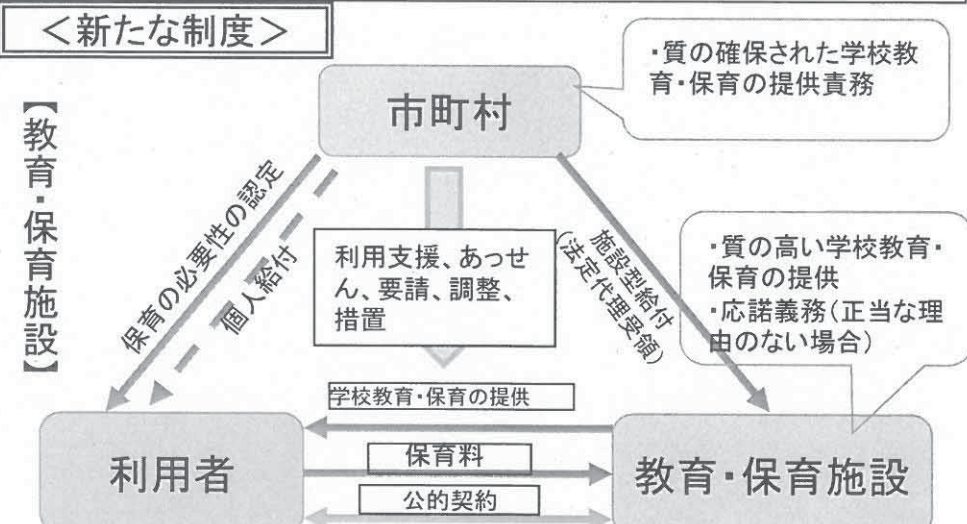 ＜新たな制度＞
【教育・保育施設】
市町村
・質の確保された学校教
育・保育の提供責務
保育の必要性の認定
個人給付
利用支援、あっせ
ん、要請、調整、
措置
施設型給付
（法定代理受領）
・質の高い学校教育・
保育の提供
・応諾義務（正当な理
由のない場合）
学校教育・保育の提供
保育料
公的契約
利用者
教育・保育施設